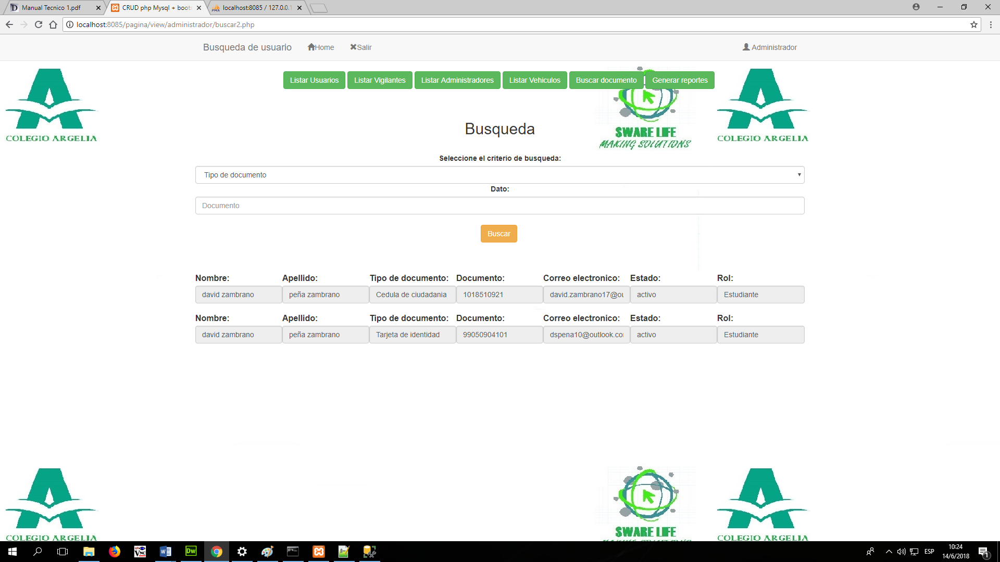 Manual Tecnico 1.pdf
CRUD php Mysql + boots
localhost:8085 / 127.0.0.1
localhost:8085/pagina/view/administrador/buscar2.php
Busqueda de usuario Home Salir Administrador
Listar Usuarios Listar Vigilantes Listar Administradores Listar Vehiculos Buscar documento Generar reportes
COLEGIO ARGELIA
SWARE LIFE
MAKING SOLUTIONS
COLEGIO ARGELIA
Busqueda
Seleccione el criterio de busqueda:
Tipo de documento
Dato:
Documento
Buscar
Nombre: Apellido: Tipo de documento: Documento: Correo electronico: Estado: Rol:
david zambrano peña zambrano Cedula de ciudadania 1018510921 david.zambrano17@ou activo Estudiante
Nombre: Apellido: Tipo de documento: Documento: Correo electronico: Estado: Rol:
david zambrano peña zambrano Tarjeta de identidad 99050904101 dspena10@outlook.co activo Estudiante
COLEGIO ARGELIA
SWARE LIFE
COLEGIO ARGELIA
Dw
ESP
10:24
14/6/2018
1